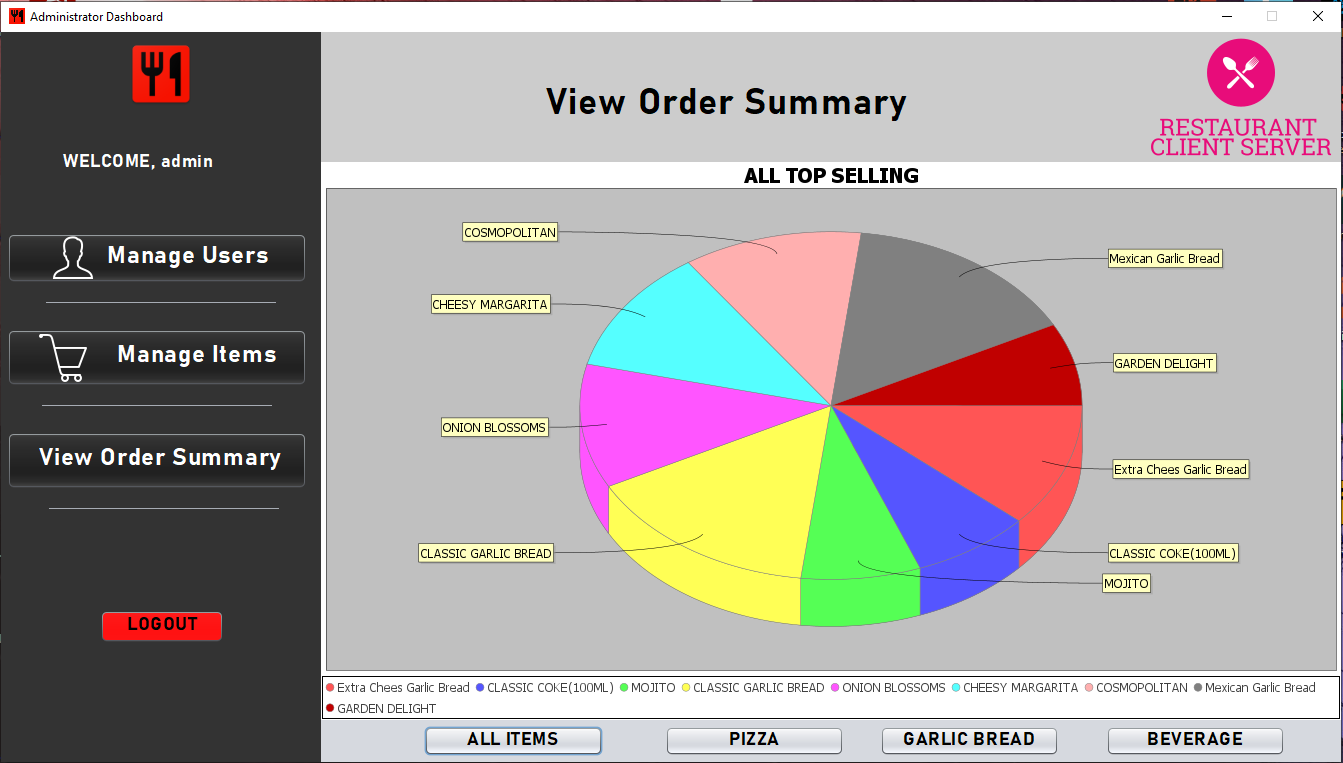 Administrator Dashboard
WELCOME, admin
Manage Users
Manage Items
View Order Summary
LOGOUT
View Order Summary
RESTAURANT
CLIENT SERVER
ALL TOP SELLING
COSMOPOLITAN
Mexican Garlic Bread
CHEESY MARGARITA
GARDEN DELIGHT
ONION BLOSSOMS
Extra Chees Garlic Bread
CLASSIC GARLIC BREAD
CLASSIC COKE(100ML)
MOJITO
Extra Chees Garlic Bread CLASSIC COKE(100ML) MOJITO CLASSIC GARLIC BREAD ONION BLOSSOMS CHEESY MARGARITA COSMOPOLITAN Mexican Garlic Bread
GARDEN DELIGHT
ALL ITEMS PIZZA GARLIC BREAD BEVERAGE